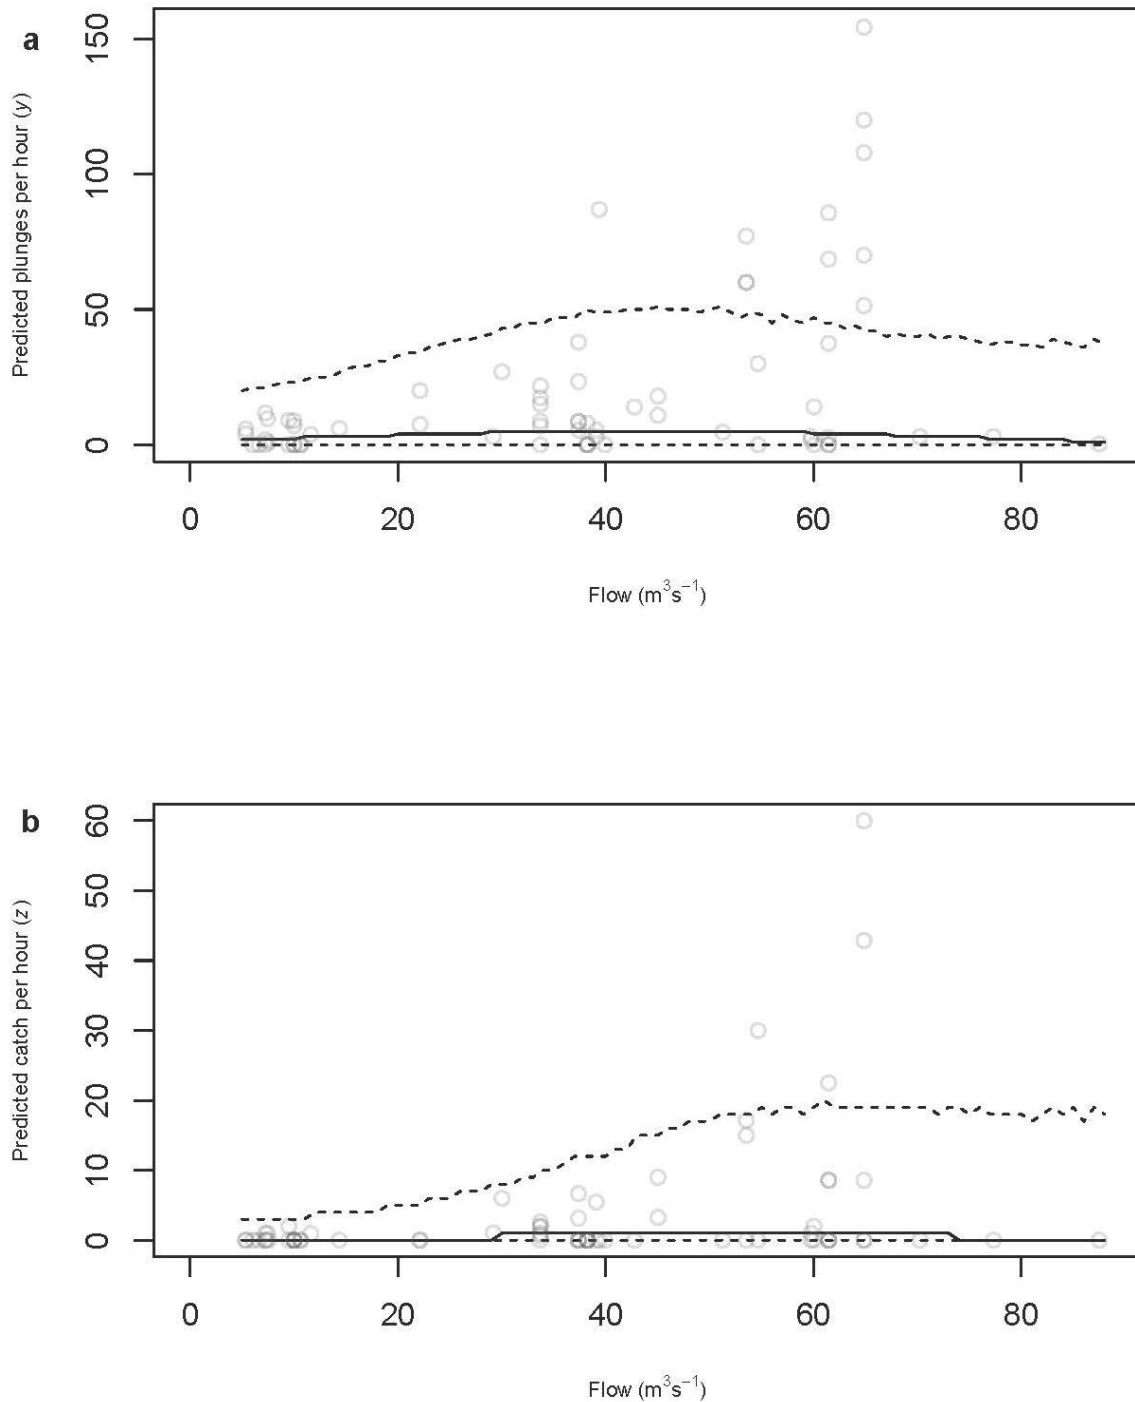 a
Predicted plunges per hour (y)
150
100
50
0
0 20 40 60 80
Flow (m³s⁻¹)
b
Predicted catch per hour (z)
60
50
40
30
20
10
0
0 20 40 60 80
Flow (m³s⁻¹)